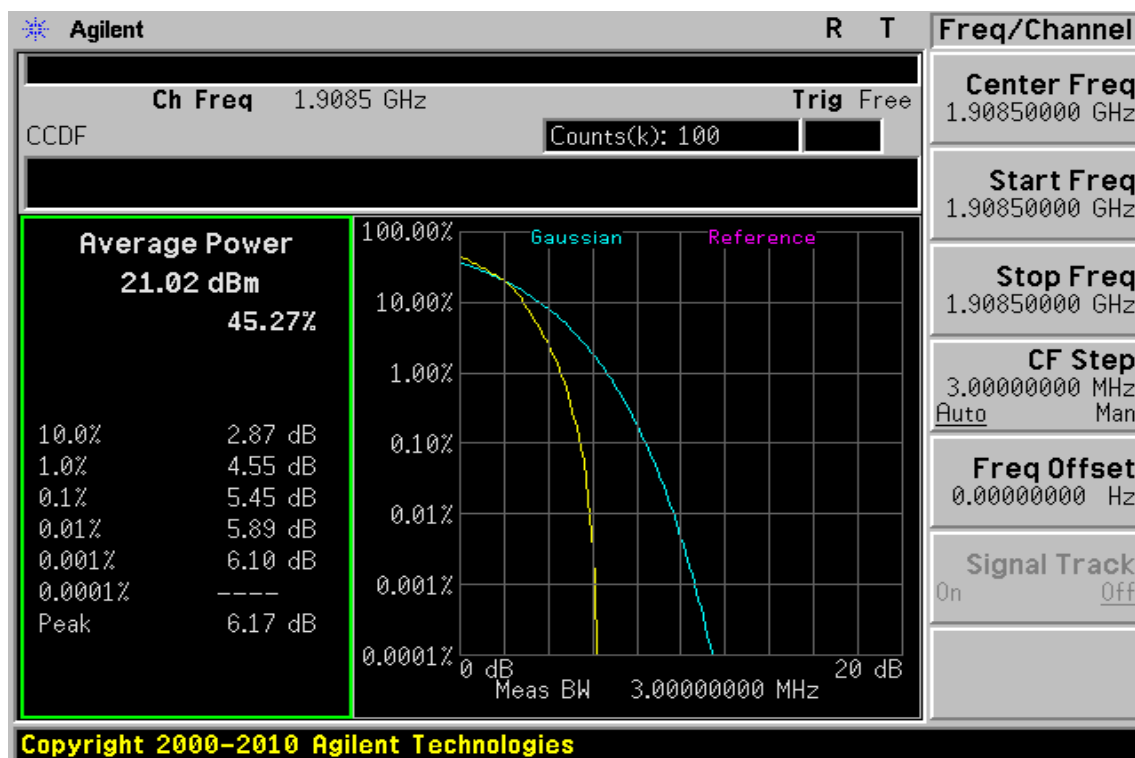 Agilent R T
Ch Freq 1.9085 GHz Trig Free
CCDF Counts(k): 100
Average Power
21.02 dBm
45.27%
10.0% 2.87 dB
1.0% 4.55 dB
0.1% 5.45 dB
0.01% 5.89 dB
0.001% 6.10 dB
0.0001% ----
Peak 6.17 dB
Gaussian Reference
100.00%
10.00%
1.00%
0.10%
0.01%
0.001%
0.0001%
0 dB 20 dB
Meas BW 3.00000000 MHz
Freq/Channel
Center Freq
1.90850000 GHz
Start Freq
1.90850000 GHz
Stop Freq
1.90850000 GHz
CF Step
3.00000000 MHz
Auto Man
Freq Offset
0.00000000 Hz
Signal Track
On Off
Copyright 2000-2010 Agilent Technologies